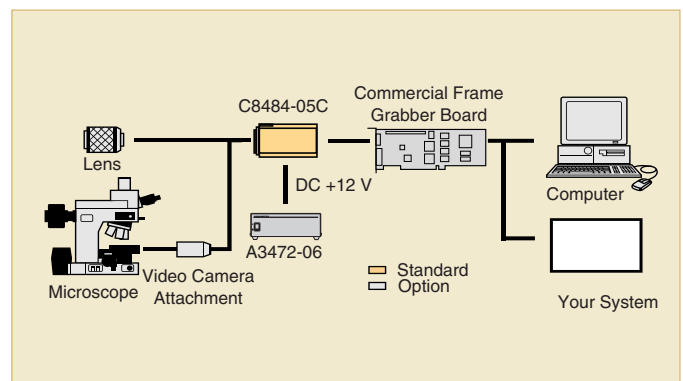 C8484-05C
Commercial Frame
Grabber Board
Lens
DC +12 V
Computer
A3472-06
Microscope
Video Camera
Attachment
Standard
Option
Your System